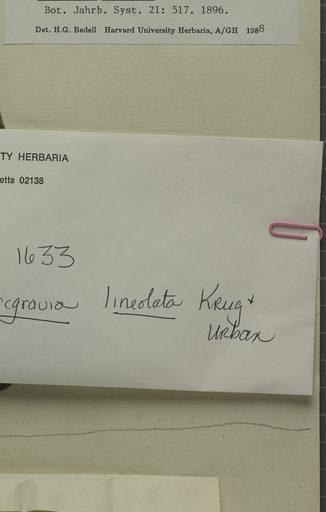 Bot. Jahrb. Syst. 21: 517. 1896.
Det. H.G. Bedell Harvard University Herbaria, A/GH 1988
TY HERBARIA
etts 02138
1633
cgravia lineolata Krug +
Urban